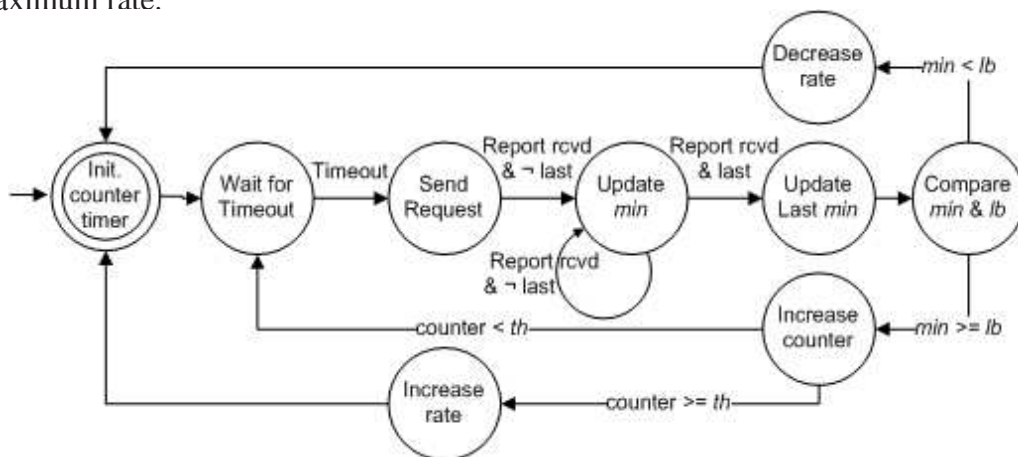 aximum rate.
Decrease
rate
min < lb
Init.
counter
timer
Wait for
Timeout
Timeout
Send
Request
Report rcvd
& ¬ last
Update
min
Report rcvd
& last
Update
Last min
Compare
min & lb
Report rcvd
& ¬ last
counter < th
Increase
counter
min >= lb
Increase
rate
counter >= th